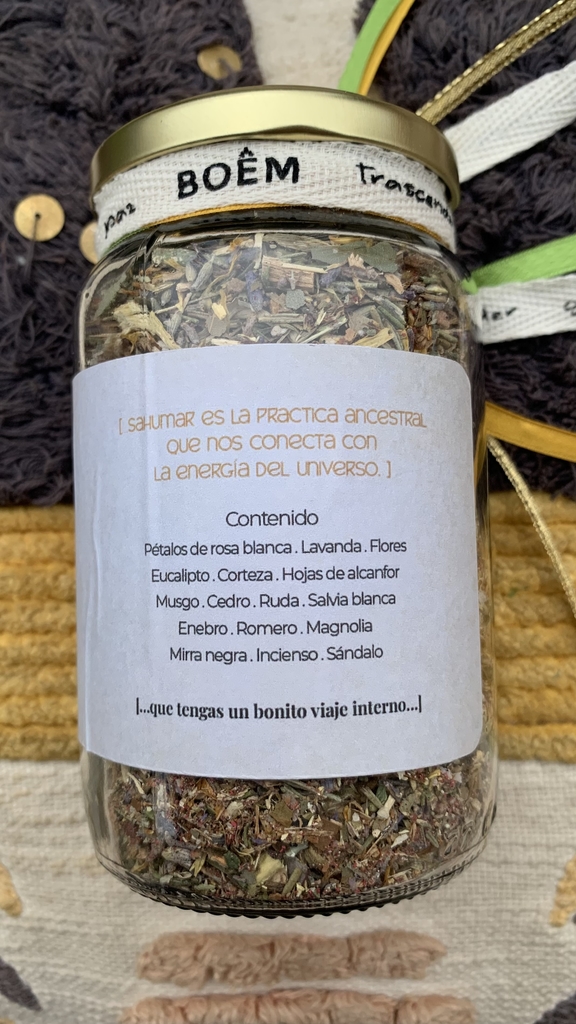 paz BOÊM
[ SaHUMaR ES La PRACTICa aNCESTRaL
QUE NOS CONECTa CON
La ENERGía DEL UNIVERSO. ]
Contenido
Pétalos de rosa blanca . Lavanda . Flores
Eucalipto . Corteza . Hojas de alcanfor
Musgo . Cedro . Ruda . Salvia blanca
Enebro . Romero . Magnolia
Mirra negra . Incienso . Sándalo
[...que tengas un bonito viaje interno...]